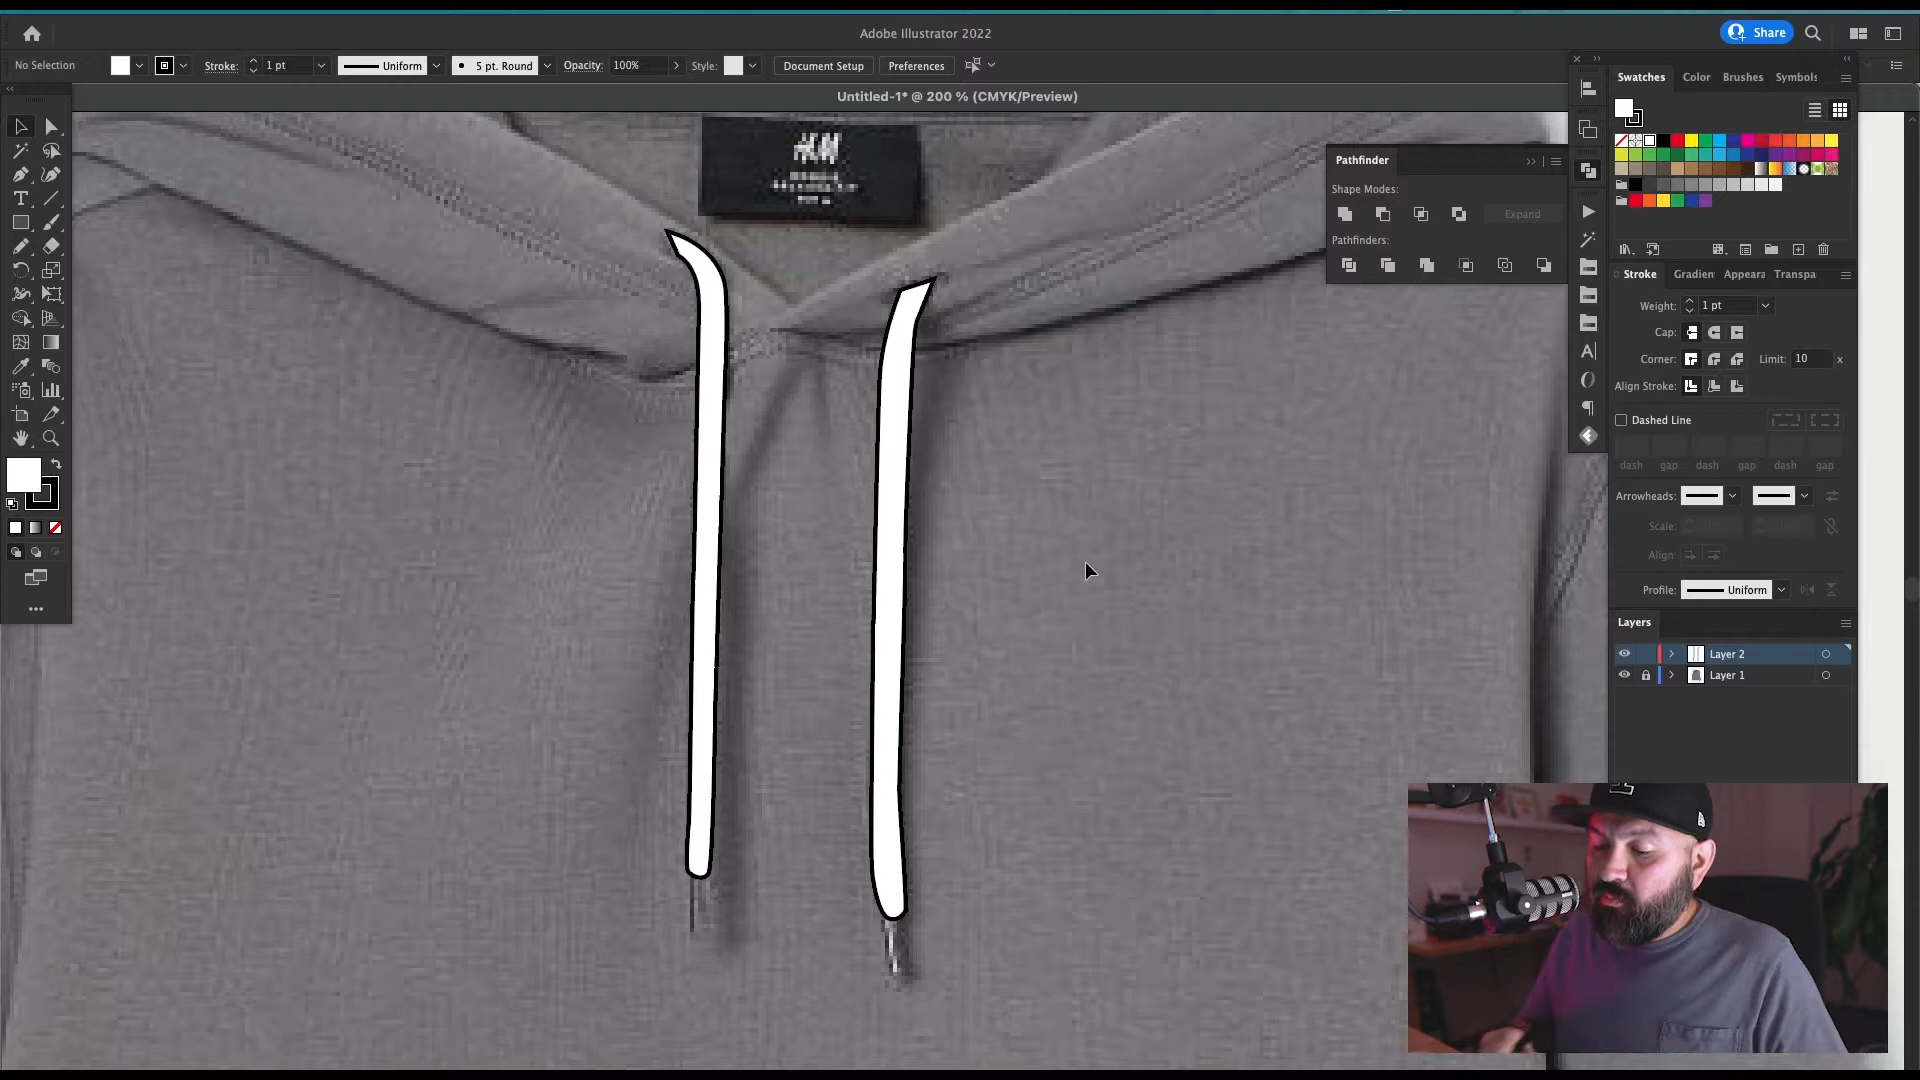 Adobe Illustrator 2022
Share
No Selection
Stroke:
1 pt
Uniform
5 pt. Round
Opacity:
100%
Style:
Document Setup
Preferences
Untitled-1* @ 200 % (CMYK/Preview)
H&M
Swatches
Color
Brushes
Symbols
Pathfinder
Shape Modes:
Expand
Pathfinders:
Stroke
Gradien
Appeara
Transpa
Weight:
1 pt
Cap:
Corner:
Limit:
10
x
Align Stroke:
Dashed Line
dash
gap
dash
gap
dash
gap
Arrowheads:
Scale:
Align:
Profile:
Uniform
Layers
Layer 2
Layer 1